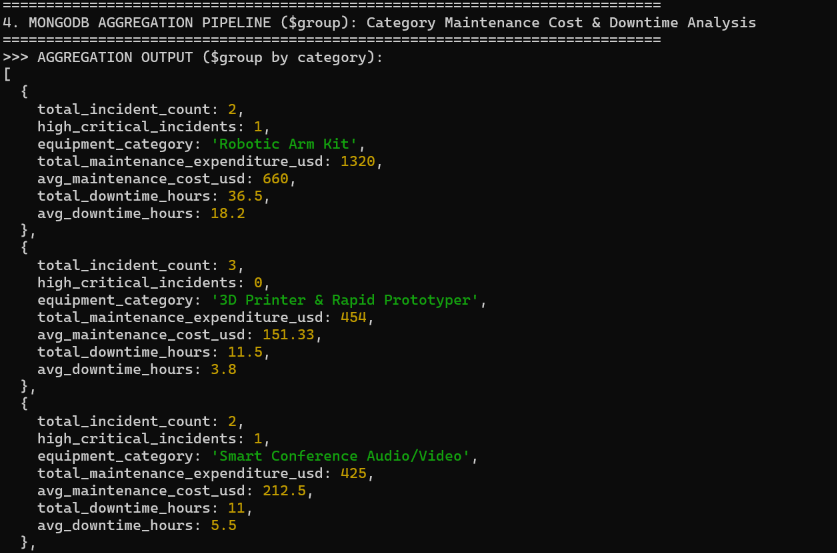 ======================================================================
4. MONGODB AGGREGATION PIPELINE ($group): Category Maintenance Cost & Downtime Analysis
======================================================================
>>> AGGREGATION OUTPUT ($group by category):
[
  {
    total_incident_count: 2,
    high_critical_incidents: 1,
    equipment_category: 'Robotic Arm Kit',
    total_maintenance_expenditure_usd: 1320,
    avg_maintenance_cost_usd: 660,
    total_downtime_hours: 36.5,
    avg_downtime_hours: 18.2
  },
  {
    total_incident_count: 3,
    high_critical_incidents: 0,
    equipment_category: '3D Printer & Rapid Prototyper',
    total_maintenance_expenditure_usd: 454,
    avg_maintenance_cost_usd: 151.33,
    total_downtime_hours: 11.5,
    avg_downtime_hours: 3.8
  },
  {
    total_incident_count: 2,
    high_critical_incidents: 1,
    equipment_category: 'Smart Conference Audio/Video',
    total_maintenance_expenditure_usd: 425,
    avg_maintenance_cost_usd: 212.5,
    total_downtime_hours: 11,
    avg_downtime_hours: 5.5
  },